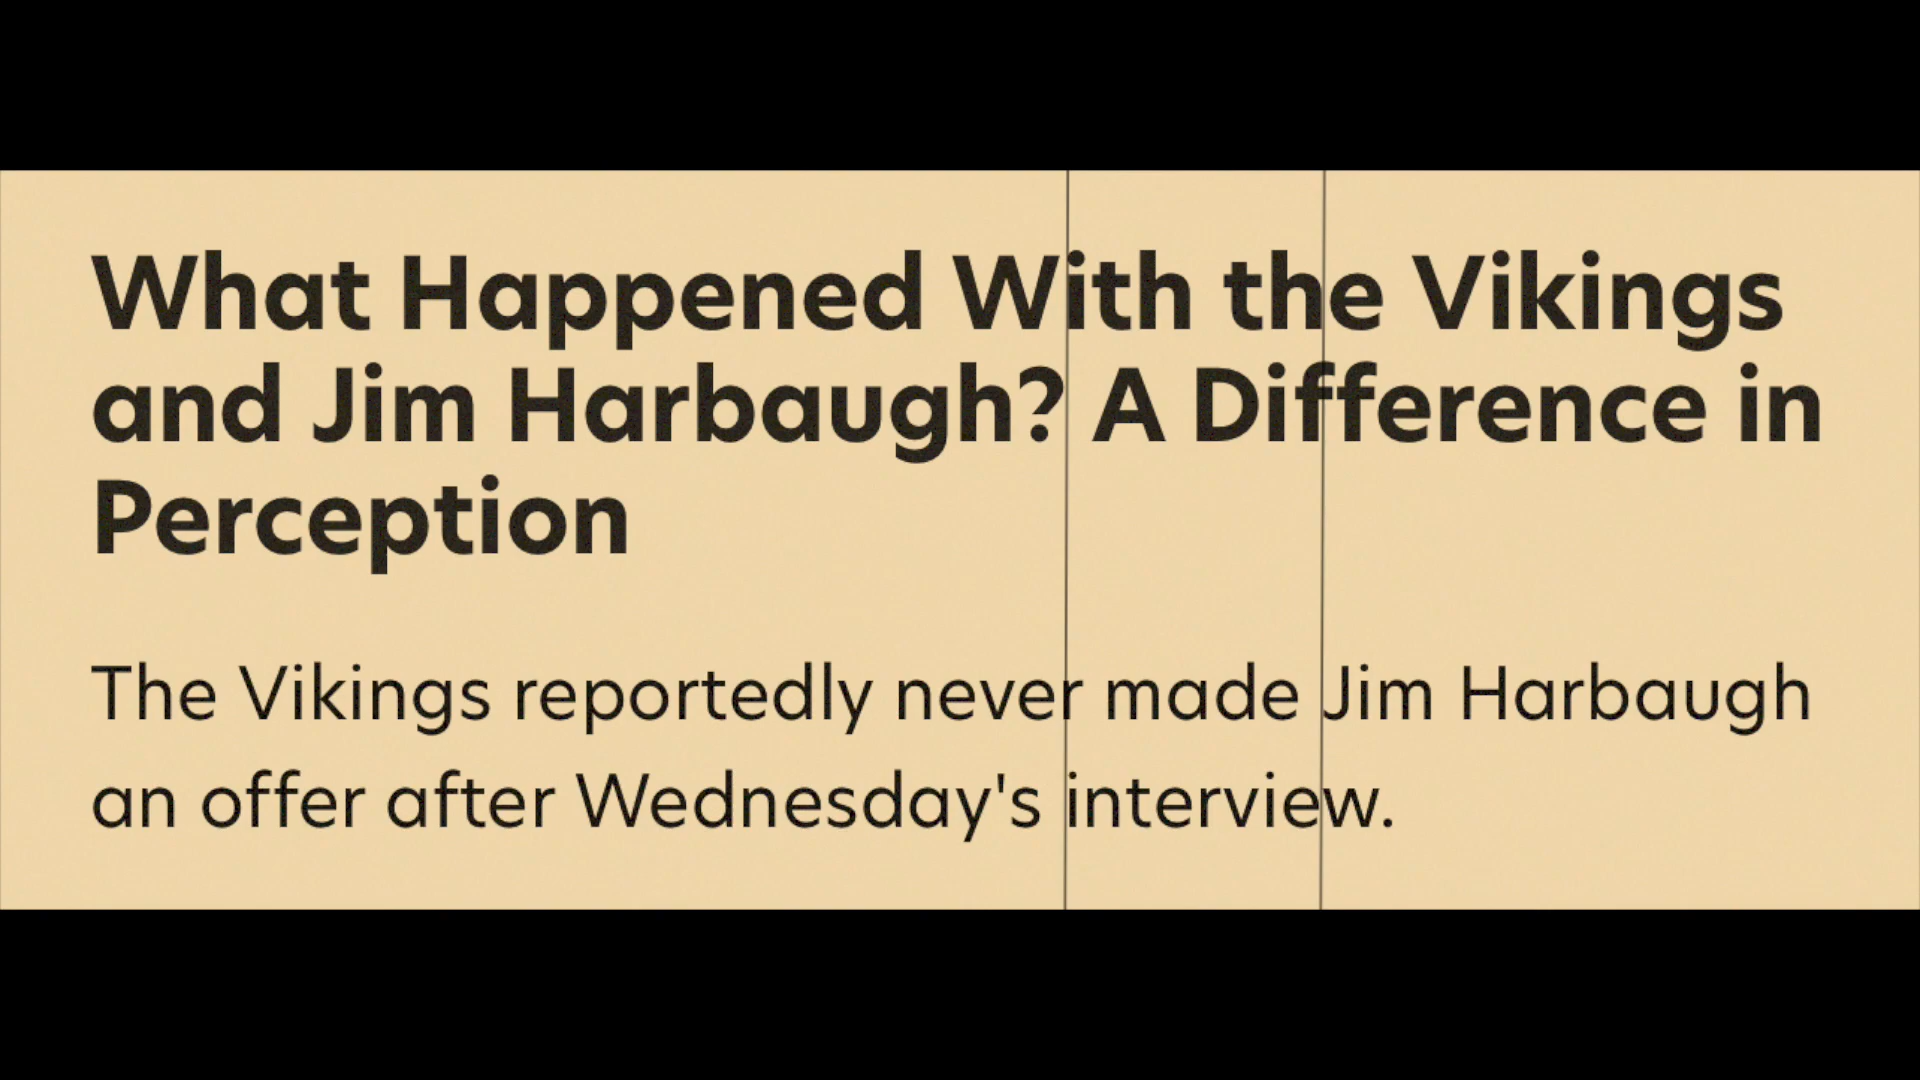 What Happened With the Vikings
and Jim Harbaugh? A Difference in
Perception
The Vikings reportedly never made Jim Harbaugh
an offer after Wednesday's interview.